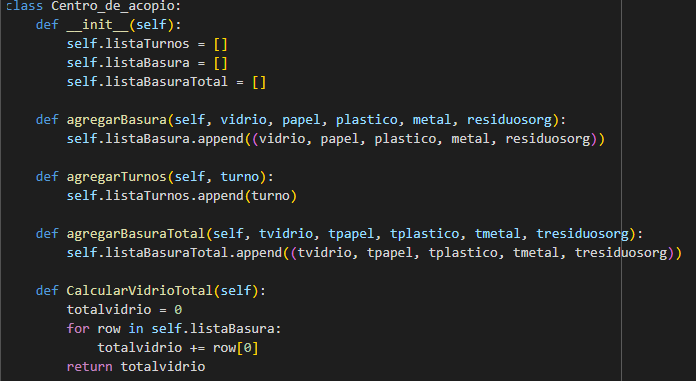 class Centro_de_acopio:
    def __init__(self):
        self.listaTurnos = []
        self.listaBasura = []
        self.listaBasuraTotal = []

    def agregarBasura(self, vidrio, papel, plastico, metal, residuosorg):
        self.listaBasura.append((vidrio, papel, plastico, metal, residuosorg))

    def agregarTurnos(self, turno):
        self.listaTurnos.append(turno)

    def agregarBasuraTotal(self, tvidrio, tpapel, tplastico, tmetal, tresiduosorg):
        self.listaBasuraTotal.append((tvidrio, tpapel, tplastico, tmetal, tresiduosorg))

    def CalcularVidrioTotal(self):
        totalvidrio = 0
        for row in self.listaBasura:
            totalvidrio += row[0]
        return totalvidrio